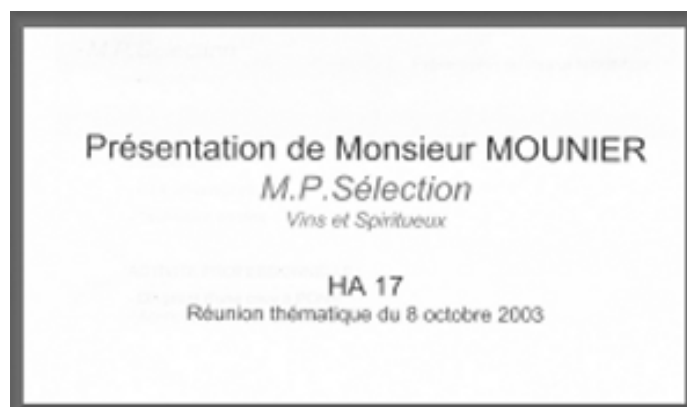 Présentation de Monsieur MOUNIER
M.P.Sélection
Vins et Spiritueux
HA 17
Réunion thématique du 8 octobre 2003